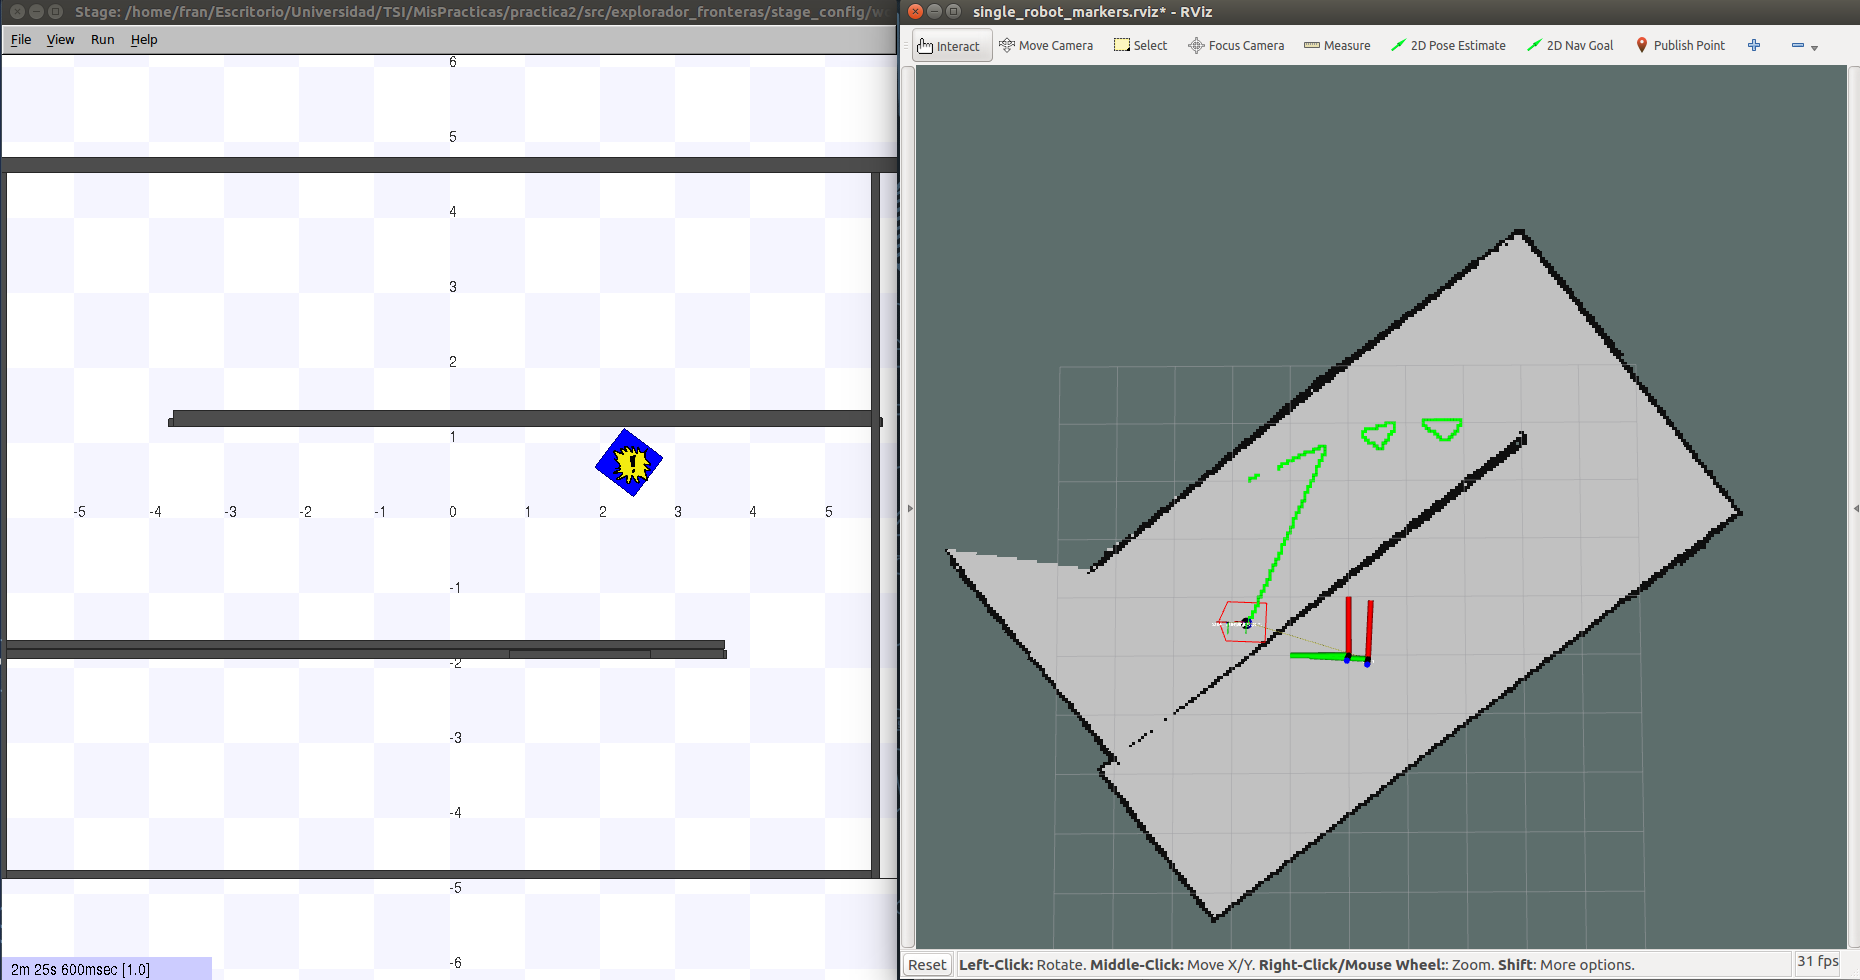 Stage: /home/fran/Escritorio/Universidad/TSI/MisPracticas/practica2/src/explorador_fronteras/stage_config/w
File View Run Help
6
5
4
3
2
1
-5 -4 -3 -2 -1 0 1 2 3 4 5
-1
-2
-3
-4
-5
-6
!
2m 25s 600msec [1.0]
single_robot_markers.rviz* - RViz
Interact Move Camera Select Focus Camera Measure 2D Pose Estimate 2D Nav Goal Publish Point
Reset Left-Click: Rotate. Middle-Click: Move X/Y. Right-Click/Mouse Wheel:: Zoom. Shift: More options. 31 fps